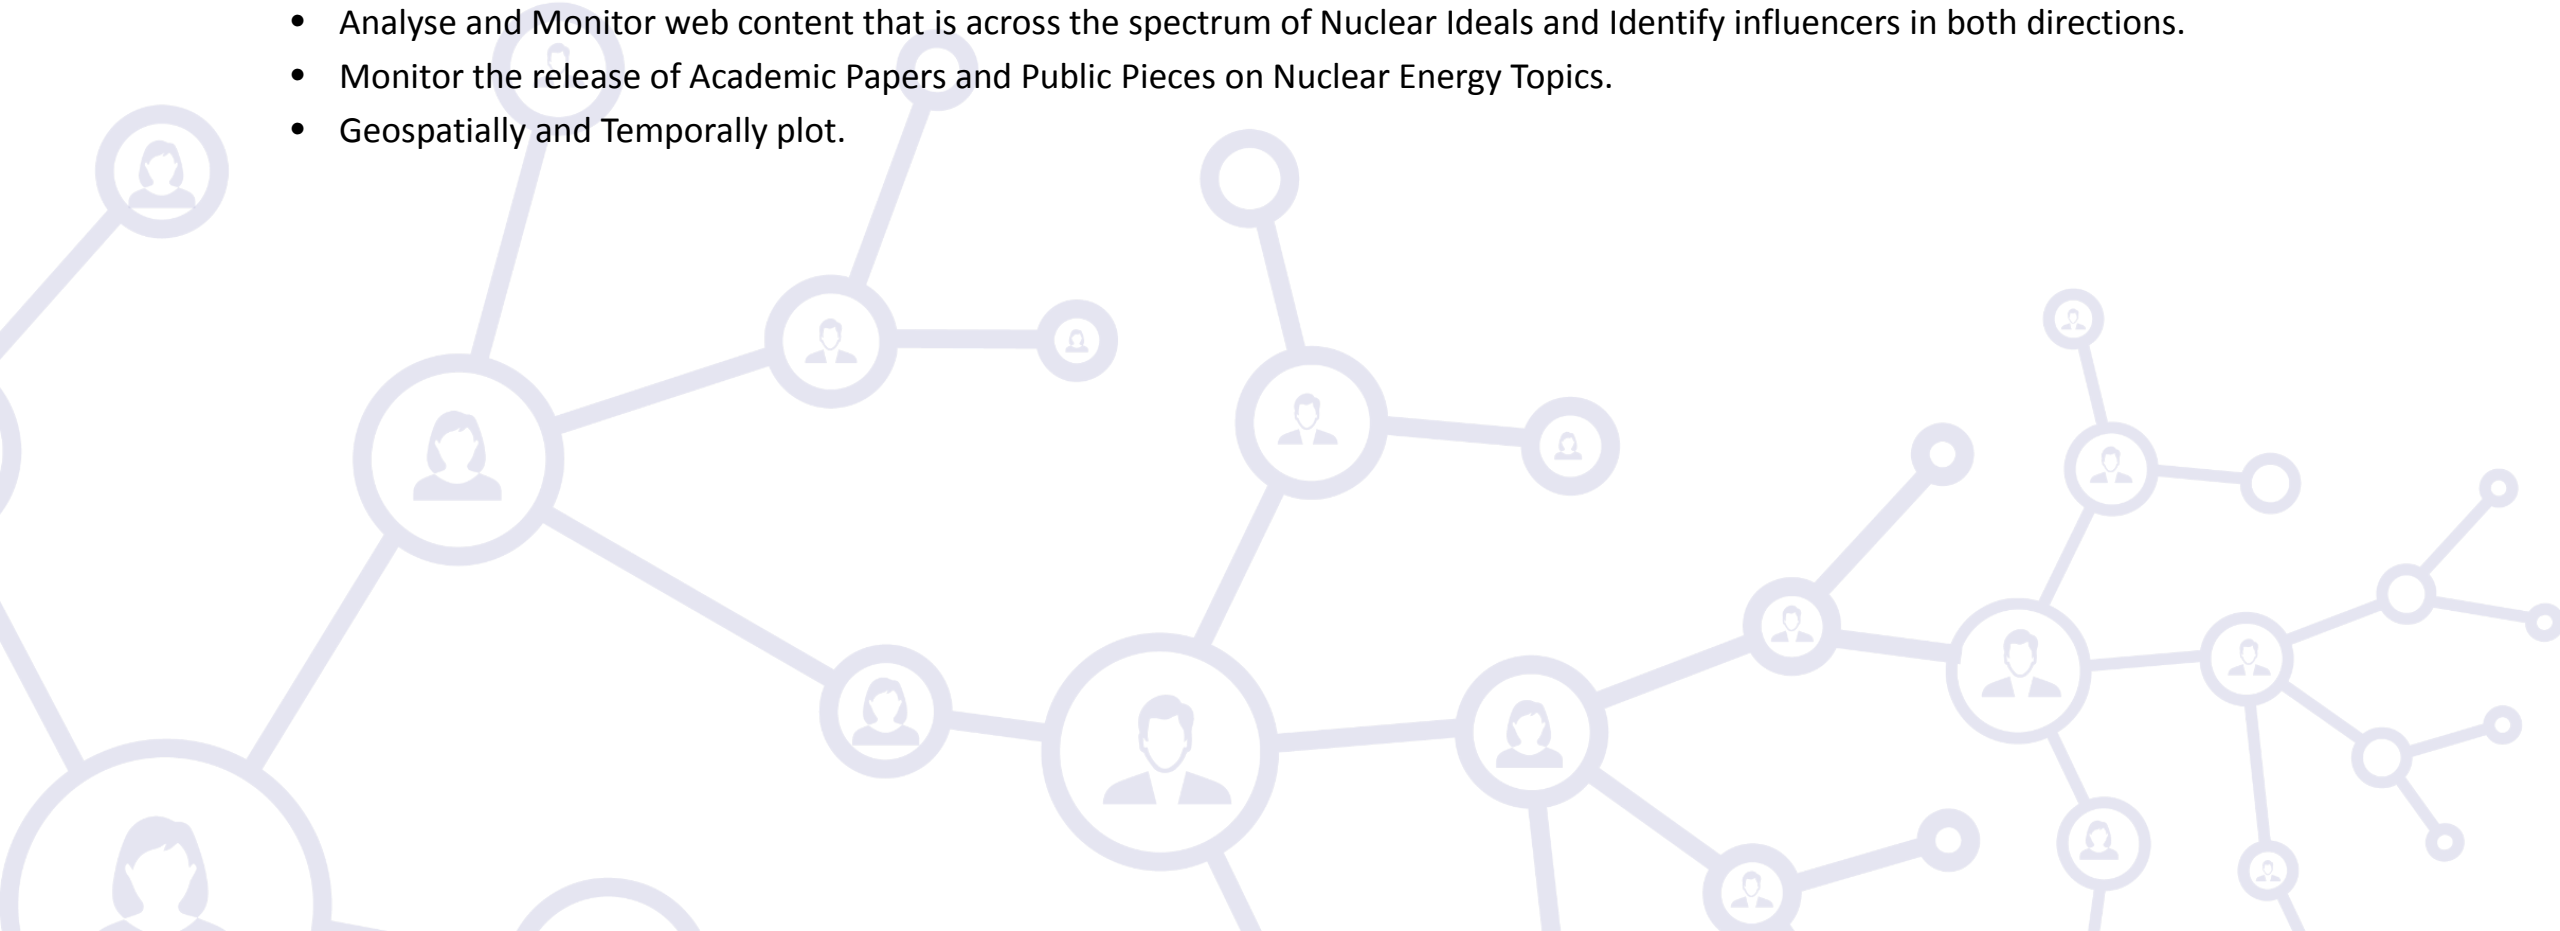 • Analyse and Monitor web content that is across the spectrum of Nuclear Ideals and Identify influencers in both directions.
• Monitor the release of Academic Papers and Public Pieces on Nuclear Energy Topics.
• Geospatially and Temporally plot.